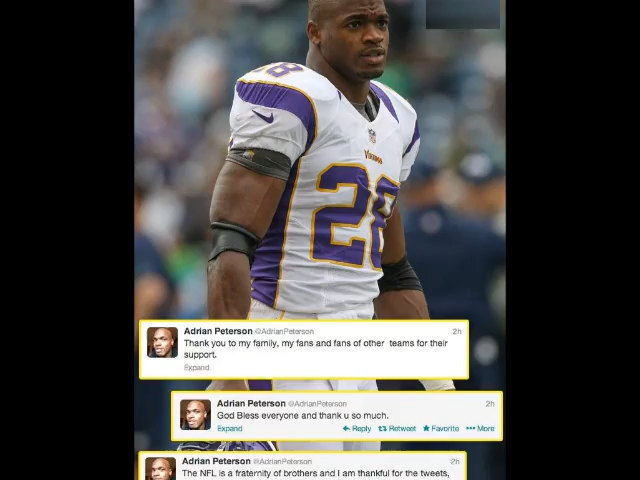 28
VIKINGS
28
Adrian Peterson @AdrianPeterson 2h
Thank you to my family, my fans and fans of other teams for their
support.
Expand
Adrian Peterson @AdrianPeterson 2h
God Bless everyone and thank u so much.
Expand Reply Retweet Favorite More
Adrian Peterson @AdrianPeterson 2h
The NFL is a fraternity of brothers and I am thankful for the tweets,